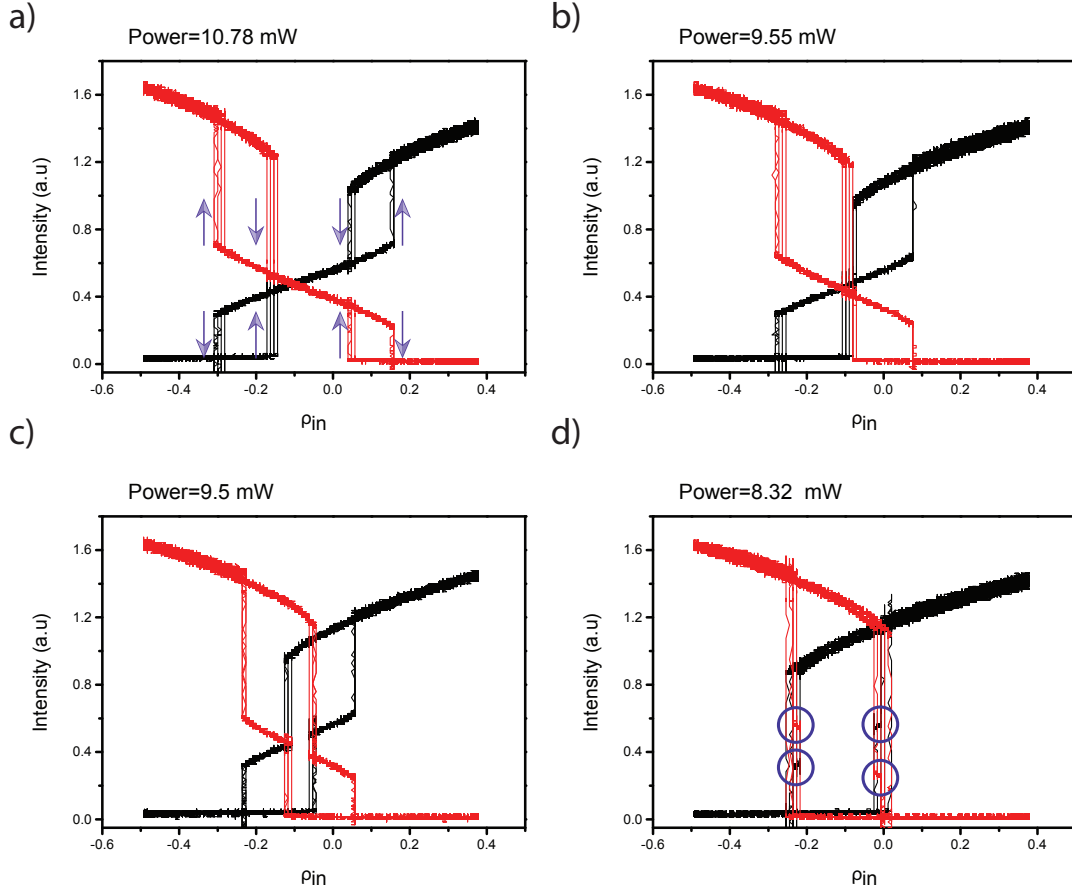 a)
Power=10.78 mW
Intensity (a.u)
1.6
1.2
0.8
0.4
0.0
-0.6 -0.4 -0.2 0.0 0.2 0.4
ρin
b)
Power=9.55 mW
Intensity (a.u)
1.6
1.2
0.8
0.4
0.0
-0.6 -0.4 -0.2 0.0 0.2 0.4
ρin
c)
Power=9.5 mW
Intensity (a.u)
1.6
1.2
0.8
0.4
0.0
-0.6 -0.4 -0.2 0.0 0.2 0.4
ρin
d)
Power=8.32 mW
Intensity (a.u)
1.6
1.2
0.8
0.4
0.0
-0.6 -0.4 -0.2 0.0 0.2 0.4
ρin